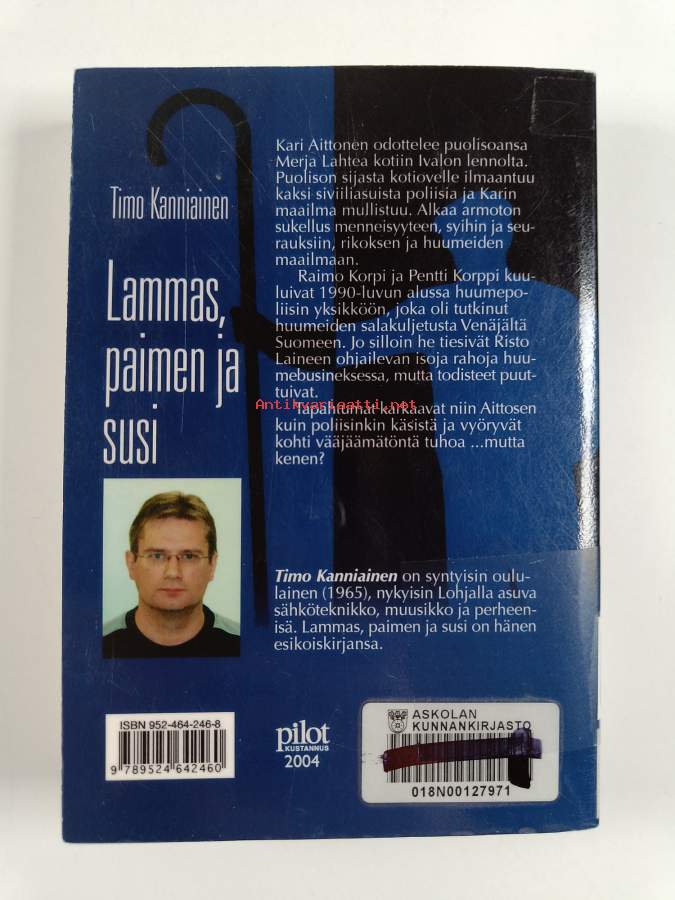 Timo Kanniainen
Lammas,
paimen ja
susi
Kari Aittonen odottelee puolisoansa
Merja Lahtea kotiin Ivalon lennolta.
Puolison sijasta kotiovelle ilmaantuu
kaksi siviiliasuista poliisia ja Karin
maailma mullistuu. Alkaa armoton
sukellus menneisyyteen, syihin ja seu-
rauksiin, rikoksen ja huumeiden
maailmaan.
Raimo Korpi ja Pentti Korppi kuu-
luivat 1990-luvun alussa huumepo-
liisin yksikköön, joka oli tutkinut
huumeiden salakuljetusta Venäjältä
Suomeen. Jo silloin he tiesivät Risto
Laineen ohjailevan isoja rahoja huu-
mebusineksessa, mutta todisteet puut-
tuivat.
Antikvariaatti.net
Tapahtumat karkaavat niin Aittosen
kuin poliisinkin käsistä ja vyöryvät
kohti vääjäämätöntä tuhoa ...mutta
kenen?
Timo Kanniainen on syntyisin oulu-
lainen (1965), nykyisin Lohjalla asuva
sähköteknikko, muusikko ja perheen-
isä. Lammas, paimen ja susi on hänen
esikoiskirjansa.
ISBN 952-464-246-8
9 789524 642460
pilot
KUSTANNUS
2004
ASKOLAN
KUNNANKIRJASTO
018N00127971